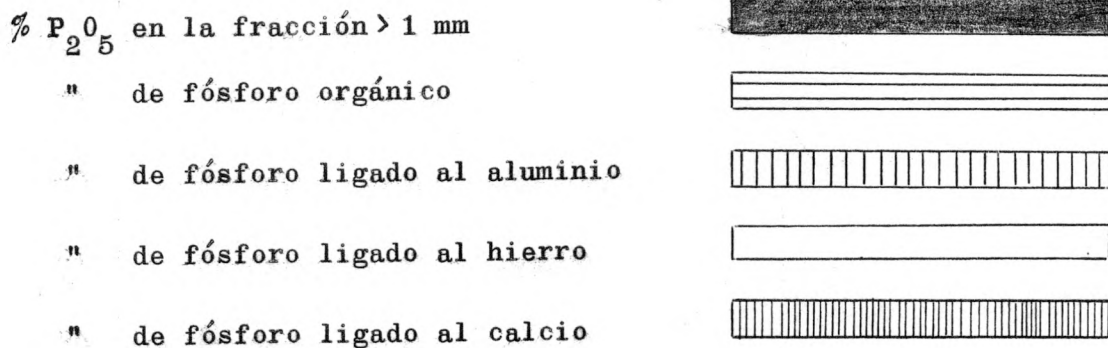 % P2O5 en la fracción > 1 mm
" de fósforo orgánico
" de fósforo ligado al aluminio
" de fósforo ligado al hierro
" de fósforo ligado al calcio